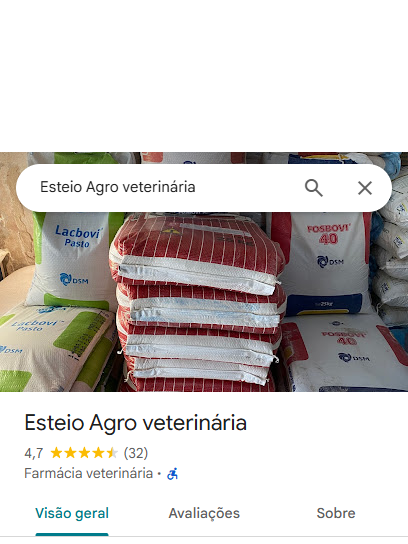 Esteio Agro veterinária
Lacbovi
Pasto
DSM
FOSBOVI
40
DSM
25kg
LACBOVI
Pasto
DSM
FOSBOVI
40
DSM
Esteio Agro veterinária
4,7 (32)
Farmácia veterinária •
Visão geral Avaliações Sobre